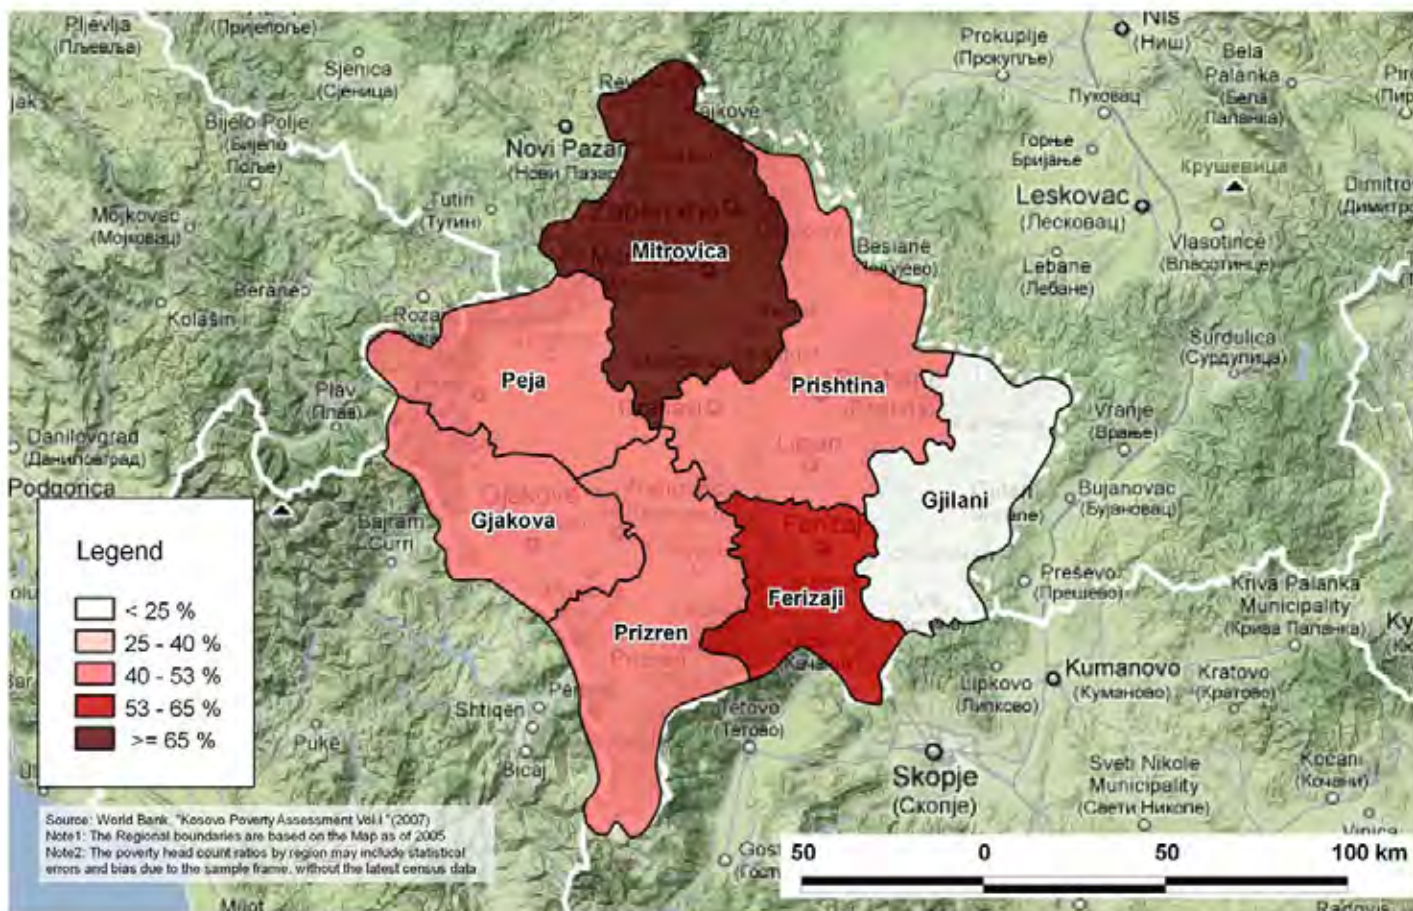 Pljevlja
(Пљевља)
(Пријепоље)
Sjenica
(Сјеница)
Bijelo Polje
(Бијело
Поље)
Novi Pazar
(Нови Пазар
Tutin
(Тутин)
Mojkovac
(Мојковац)
Kolašin
Plav
(Плав)
Danilovgrad
(Даниловград)
Podgorica
Bajram
Curri
Niš
(Ниш)
Prokuplje
(Прокупље)
Bela
Palanka
(Бела
Паланка)
Пуковац
Горње
Бријање
Крушевица
Leskovac
(Лесковац)
Vlasotince
(Власотинце)
Lebane
(Лебане)
Besiane
Surdulica
(Сурдулица)
Vranje
(Врање)
Bujanovac
(Бујановац)
Preševo
(Прешево)
Kriva Palanka
Municipality
(Крива Паланка)
Mitrovica
Peja
Prishtina
Gjakova
Gjilani
Ferizaji
Prizren
Legend
< 25 %
25 - 40 %
40 - 53 %
53 - 65 %
>= 65 %
Kumanovo
(Куманово)
Kratovo
(Кратово)
Lipkovo
(Липково)
Tetovo
(Тетово)
Shtiqen
Bicaj
Pukë
Skopje
(Скопје)
Sveti Nikole
Municipality
(Свети Николе)
Kočani
(Кочани)
Source: World Bank, "Kosovo Poverty Assessment Vol.I "(2007)
Note1: The Regional boundaries are based on the Map as of 2005
Note2: The poverty head count ratios by region may include statistical
errors and bias due to the sample frame, without the latest census data
50 0 50 100 km